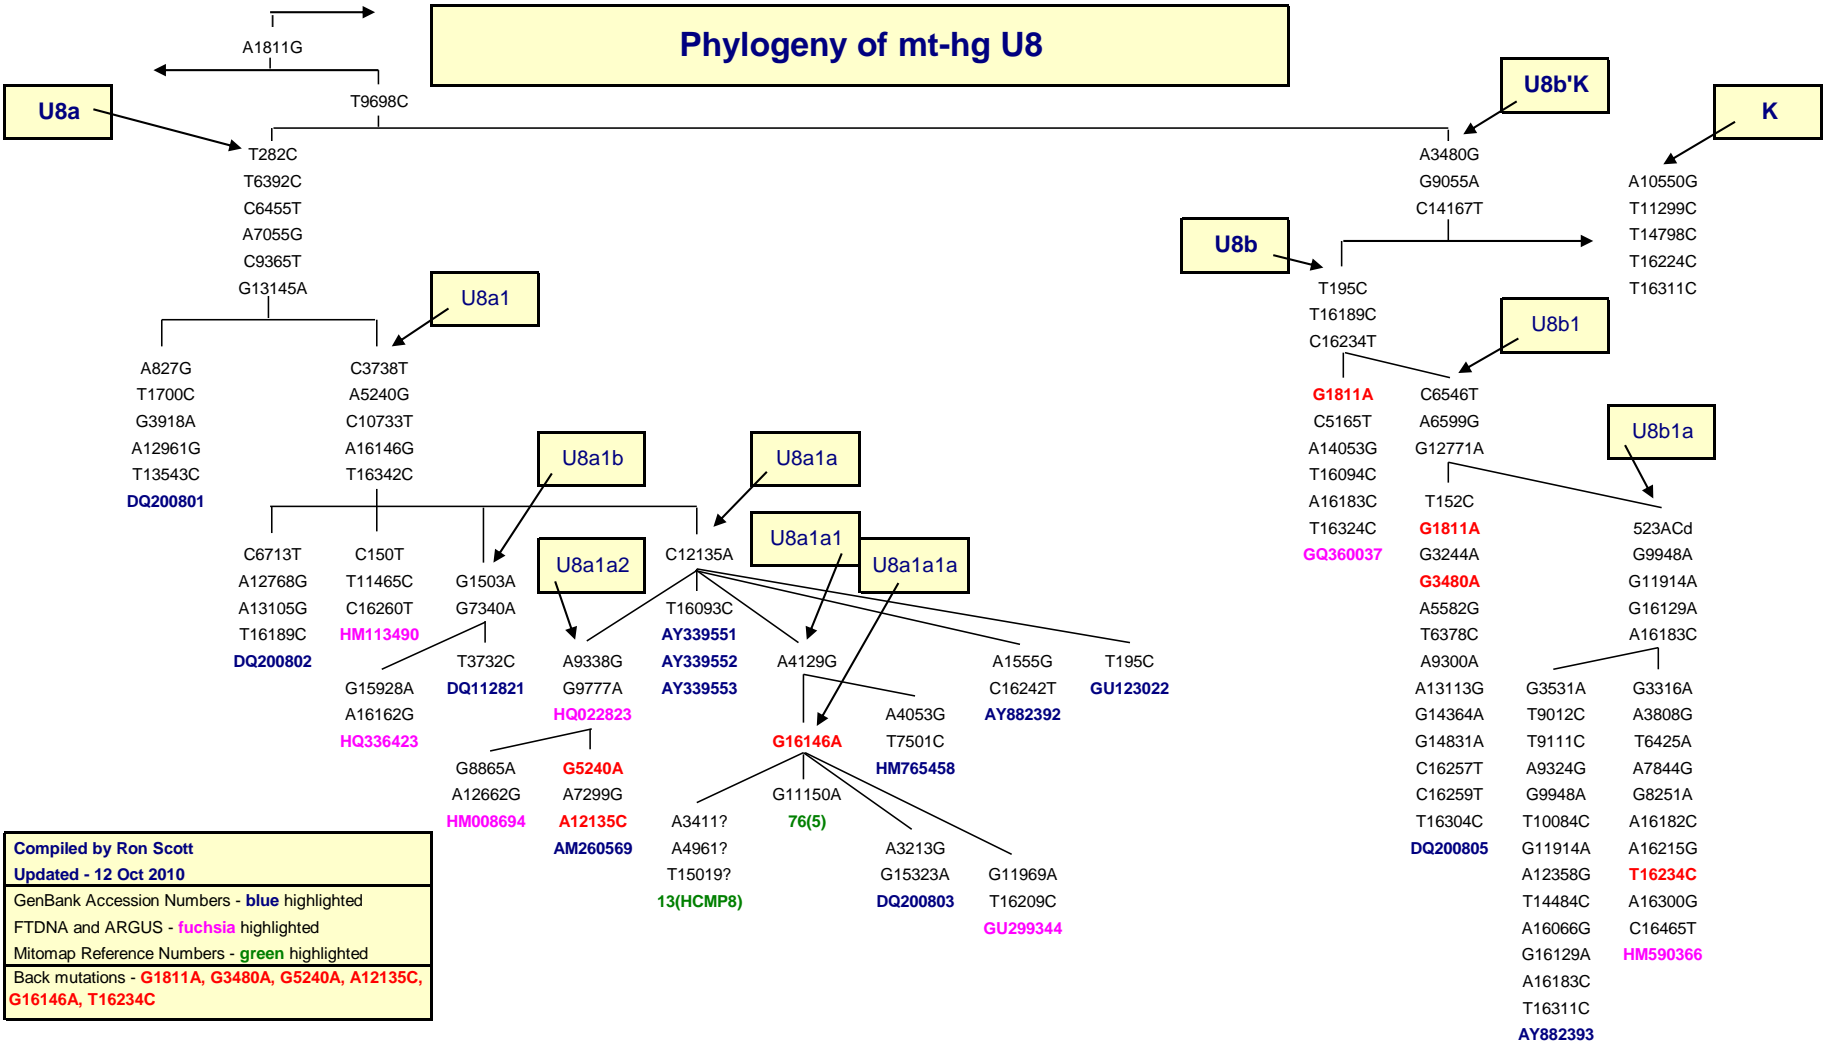 Phylogeny of mt-hg U8
A1811G
T9698C
U8a
T282C
T6392C
C6455T
A7055G
C9365T
G13145A
A827G
T1700C
G3918A
A12961G
T13543C
DQ200801
U8a1
C3738T
A5240G
C10733T
A16146G
T16342C
C6713T
A12768G
A13105G
T16189C
DQ200802
C150T
T11465C
C16260T
HM113490
U8a1b
G1503A
G7340A
G15928A
A16162G
HQ336423
T3732C
DQ112821
U8a1a
C12135A
U8a1a2
A9338G
G9777A
HQ022823
G8865A
A12662G
HM008694
G5240A
A7299G
A12135C
AM260569
T16093C
AY339551
AY339552
AY339553
U8a1a1
A4129G
U8a1a1a
G16146A
A3411?
A4961?
T15019?
13(HCMP8)
G11150A
76(5)
A3213G
G15323A
DQ200803
G11969A
T16209C
GU299344
A4053G
T7501C
HM765458
A1555G
C16242T
AY882392
T195C
GU123022
U8b'K
A3480G
G9055A
C14167T
K
A10550G
T11299C
T14798C
T16224C
T16311C
U8b
T195C
T16189C
C16234T
G1811A
C5165T
A14053G
T16094C
A16183C
T16324C
GQ360037
U8b1
C6546T
A6599G
G12771A
T152C
G1811A
G3244A
G3480A
A5582G
T6378C
A9300A
A13113G
G14364A
G14831A
C16257T
C16259T
T16304C
DQ200805
U8b1a
523ACd
G9948A
G11914A
G16129A
A16183C
G3531A
T9012C
T9111C
A9324G
G9948A
T10084C
G11914A
A12358G
T14484C
A16066G
G16129A
A16183C
T16311C
AY882393
G3316A
A3808G
T6425A
A7844G
G8251A
A16182C
A16215G
T16234C
A16300G
C16465T
HM590366
Compiled by Ron Scott
Updated - 12 Oct 2010
GenBank Accession Numbers - blue highlighted
FTDNA and ARGUS - fuchsia highlighted
Mitomap Reference Numbers - green highlighted
Back mutations - G1811A, G3480A, G5240A, A12135C,
G16146A, T16234C